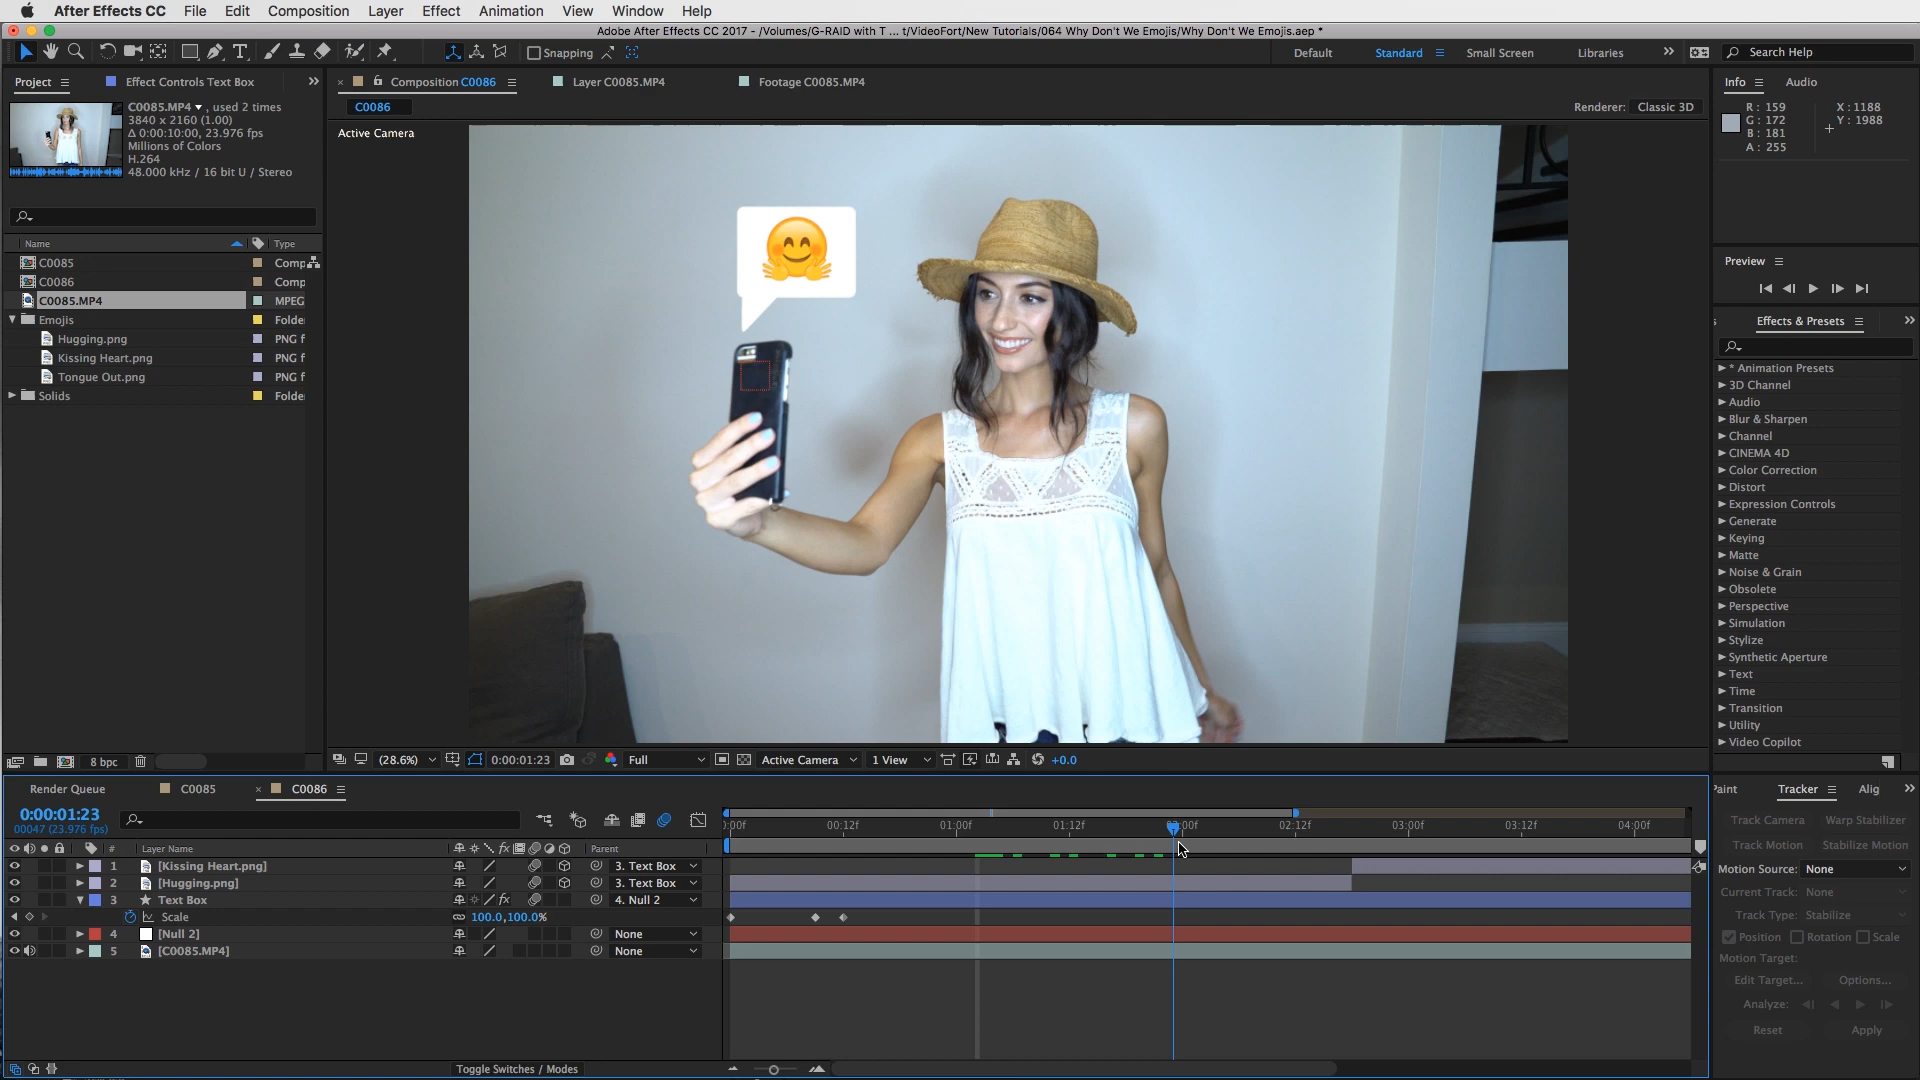 After Effects CC File Edit Composition Layer Effect Animation View Window Help
Adobe After Effects CC 2017 - /Volumes/G-RAID with T ... t/VideoFort/New Tutorials/064 Why Don't We Emojis/Why Don't We Emojis.aep *
Snapping
Default Standard Small Screen Libraries
Search Help
Project
Effect Controls Text Box
C0085.MP4 , used 2 times
3840 x 2160 (1.00)
Δ 0:00:10:00, 23.976 fps
Millions of Colors
H.264
48.000 kHz / 16 bit U / Stereo
Name Type
C0085 Comp
C0086 Comp
C0085.MP4 MPEG
Emojis Folde
Hugging.png PNG f
Kissing Heart.png PNG f
Tongue Out.png PNG f
Solids Folde
8 bpc
Composition C0086
Layer C0085.MP4
Footage C0085.MP4
C0086
Renderer: Classic 3D
Active Camera
(28.6%) 0:00:01:23 Full Active Camera 1 View +0.0
Info Audio
R : 159
G : 172
B : 181
A : 255
X : 1188
Y : 1988
Preview
Effects & Presets
* Animation Presets
3D Channel
Audio
Blur & Sharpen
Channel
CINEMA 4D
Color Correction
Distort
Expression Controls
Generate
Keying
Matte
Noise & Grain
Obsolete
Perspective
Simulation
Stylize
Synthetic Aperture
Text
Time
Transition
Utility
Video Copilot
Render Queue C0085 C0086
0:00:01:23
00047 (23.976 fps)
):00f 00:12f 01:00f 01:12f 02:12f 03:00f 03:12f 04:00f
# Layer Name Parent
1 [Kissing Heart.png] 3. Text Box
2 [Hugging.png] 3. Text Box
3 Text Box 4. Null 2
Scale 100.0,100.0%
4 [Null 2] None
5 [C0085.MP4] None
Toggle Switches / Modes
Paint Tracker Alig
Track Camera Warp Stabilizer
Track Motion Stabilize Motion
Motion Source: None
Current Track: None
Track Type: Stabilize
Position Rotation Scale
Motion Target:
Edit Target... Options...
Analyze:
Reset Apply